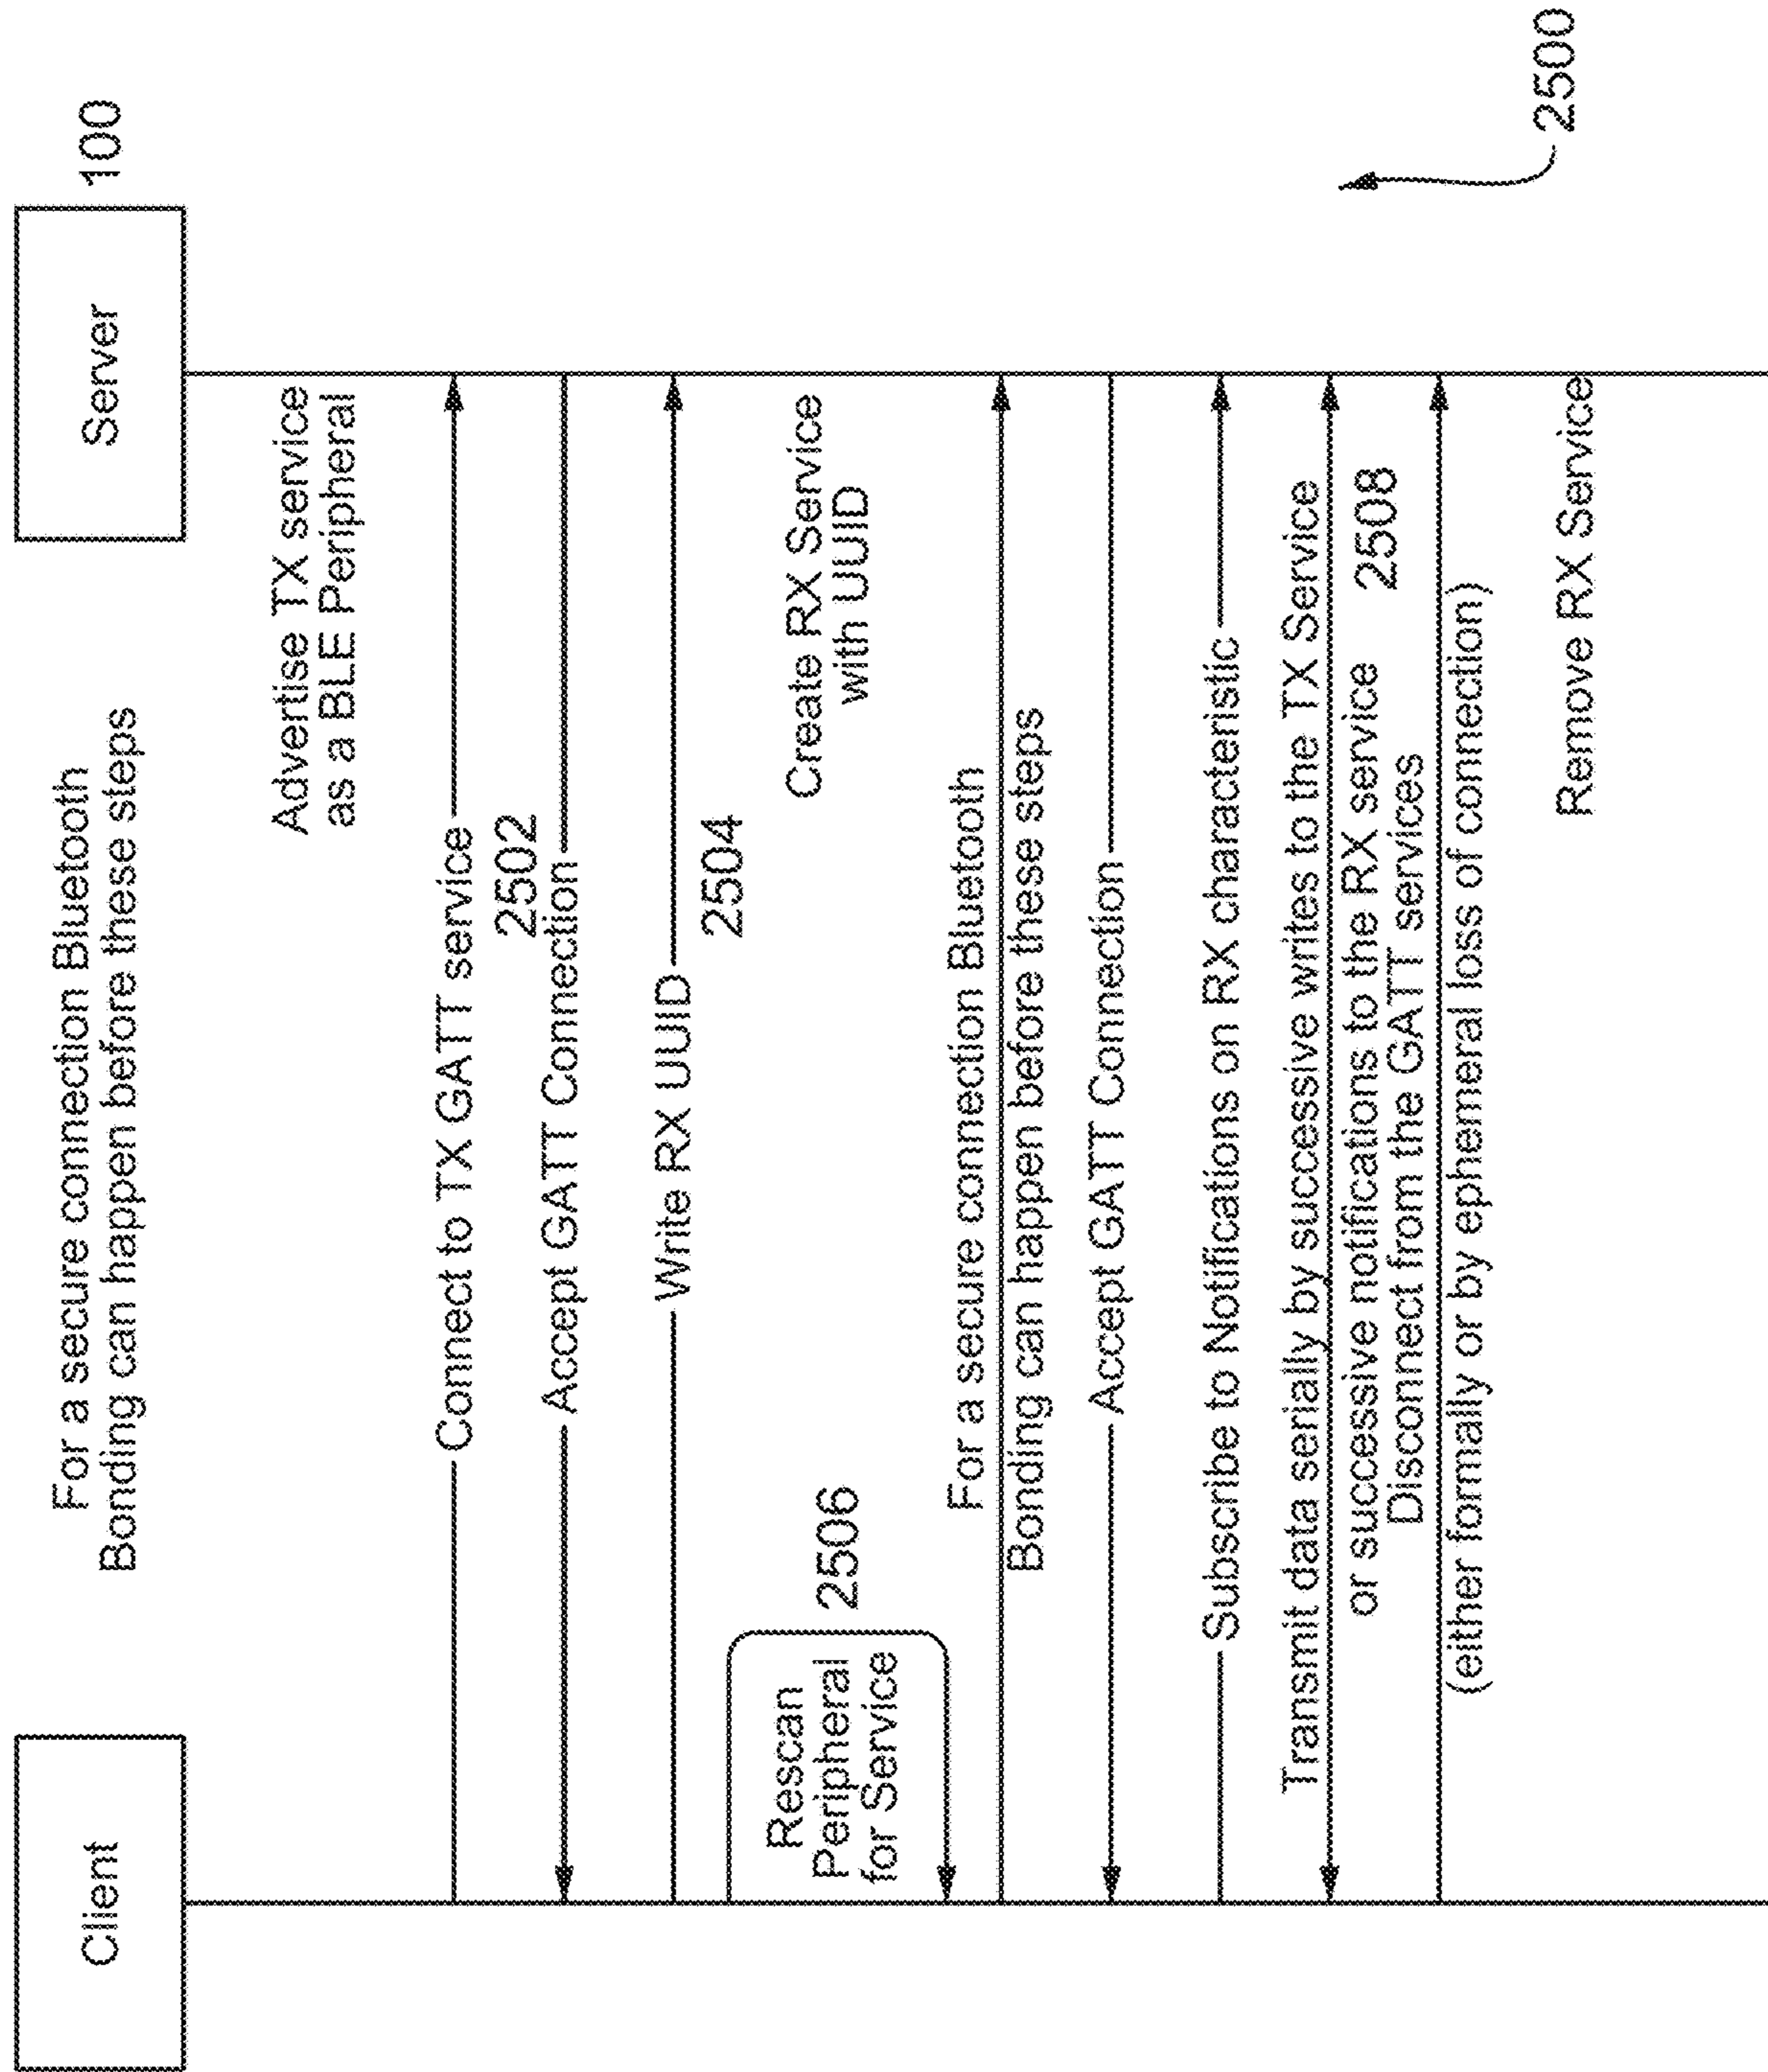 Client
Server
100
For a secure connection Bluetooth
Bonding can happen before these steps
Advertise TX service
as a BLE Peripheral
Connect to TX GATT service
2502
Accept GATT Connection
Write RX UUID
2504
Rescan
Peripheral
for Service
2506
Create RX Service
with UUID
For a secure connection Bluetooth
Bonding can happen before these steps
Accept GATT Connection
Subscribe to Notifications on RX characteristic
Transmit data serially by successive writes to the TX Service
or successive notifications to the RX service
2508
Disconnect from the GATT services
(either formally or by ephemeral loss of connection)
Remove RX Service
2500